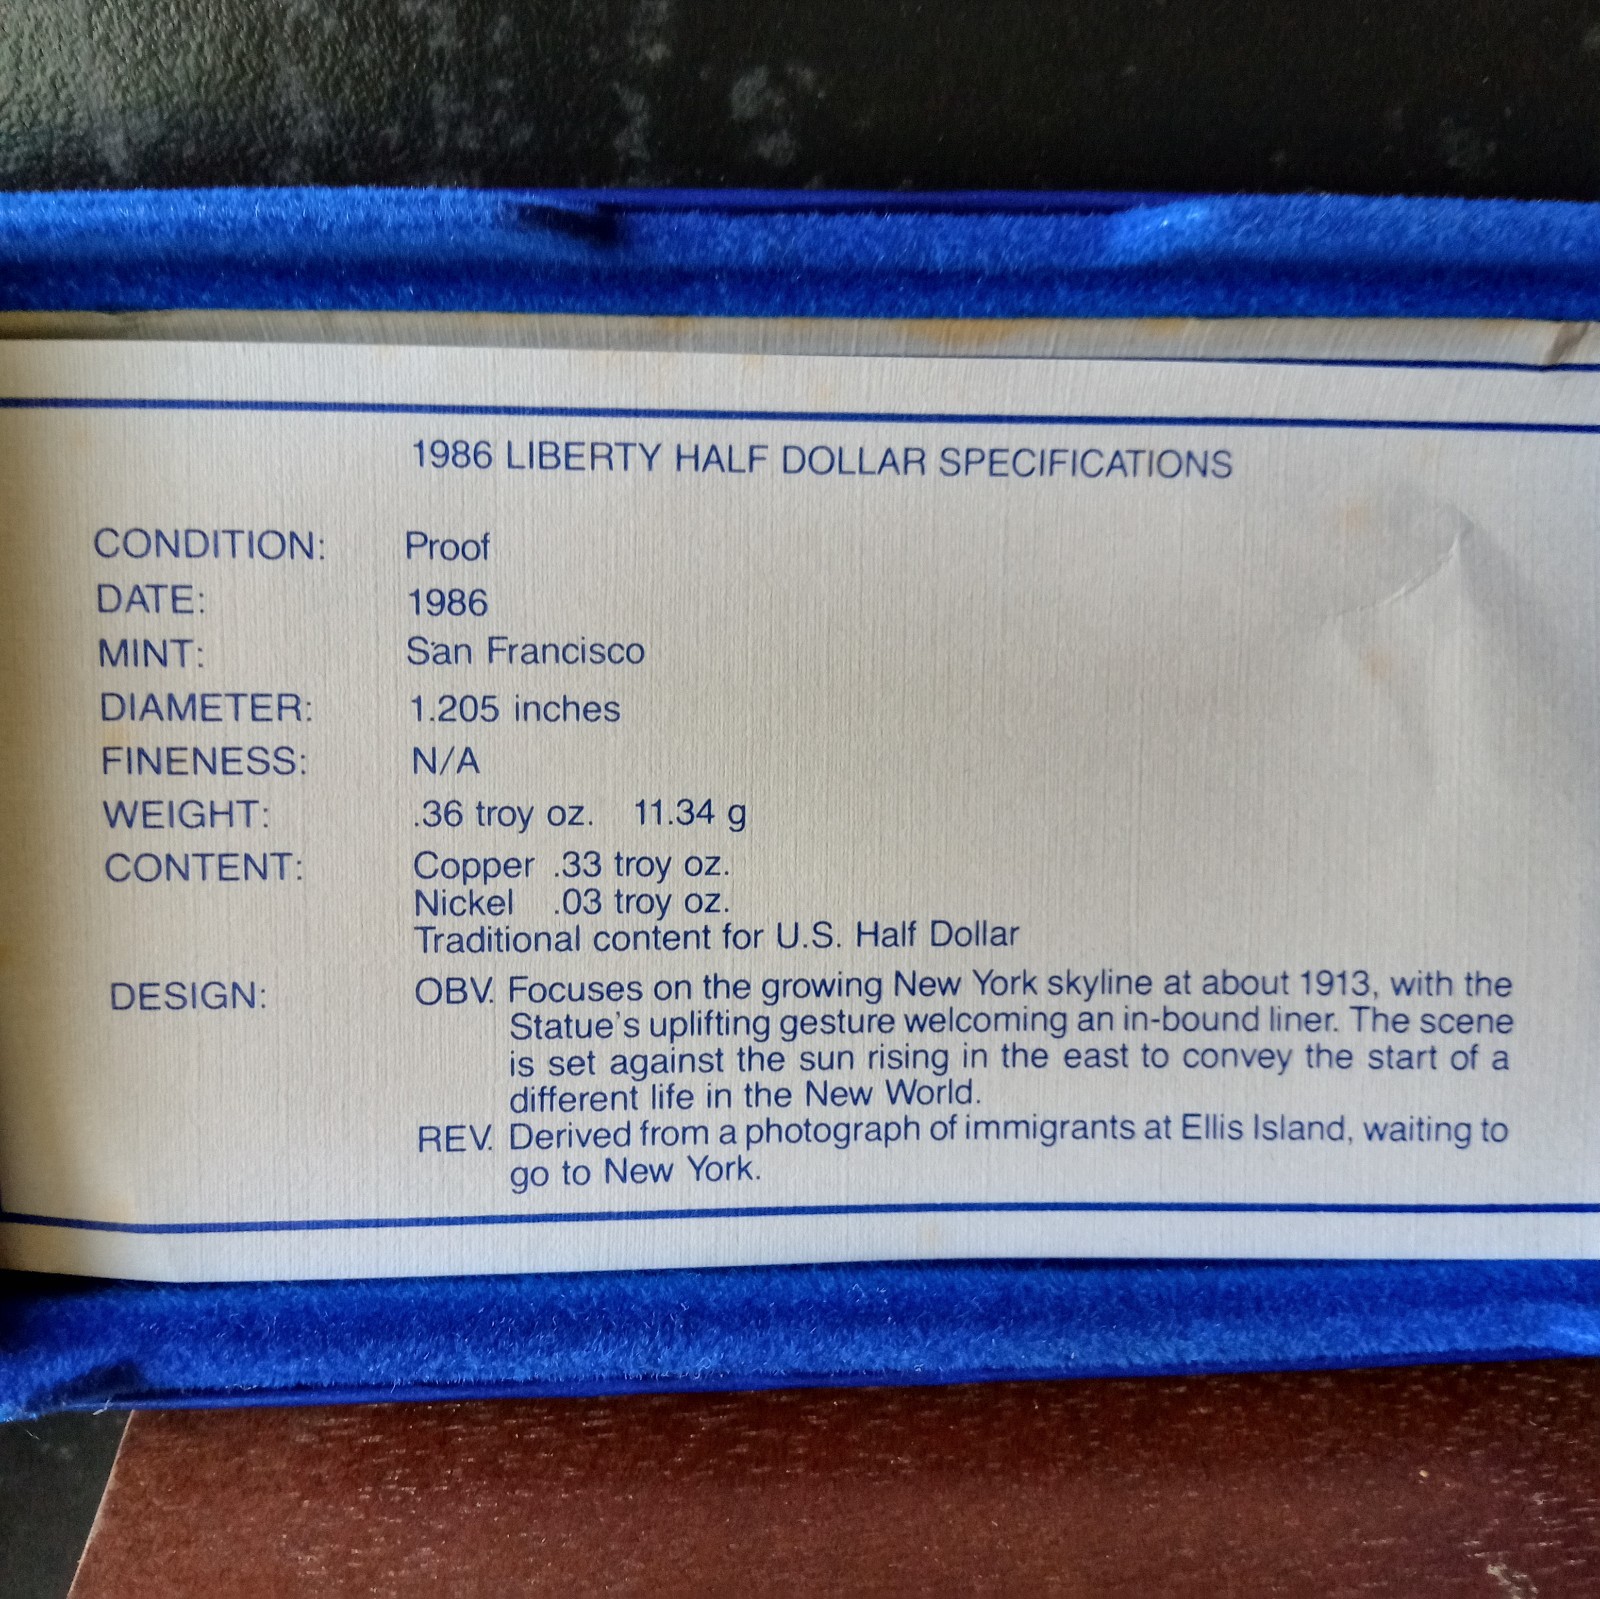 1986 LIBERTY HALF DOLLAR SPECIFICATIONS
CONDITION: Proof
DATE: 1986
MINT: San Francisco
DIAMETER: 1.205 inches
FINENESS: N/A
WEIGHT: .36 troy oz. 11.34 g
CONTENT: Copper .33 troy oz.
Nickel .03 troy oz.
Traditional content for U.S. Half Dollar
DESIGN: OBV. Focuses on the growing New York skyline at about 1913, with the
Statue's uplifting gesture welcoming an in-bound liner. The scene
is set against the sun rising in the east to convey the start of a
different life in the New World.
REV. Derived from a photograph of immigrants at Ellis Island, waiting to
go to New York.